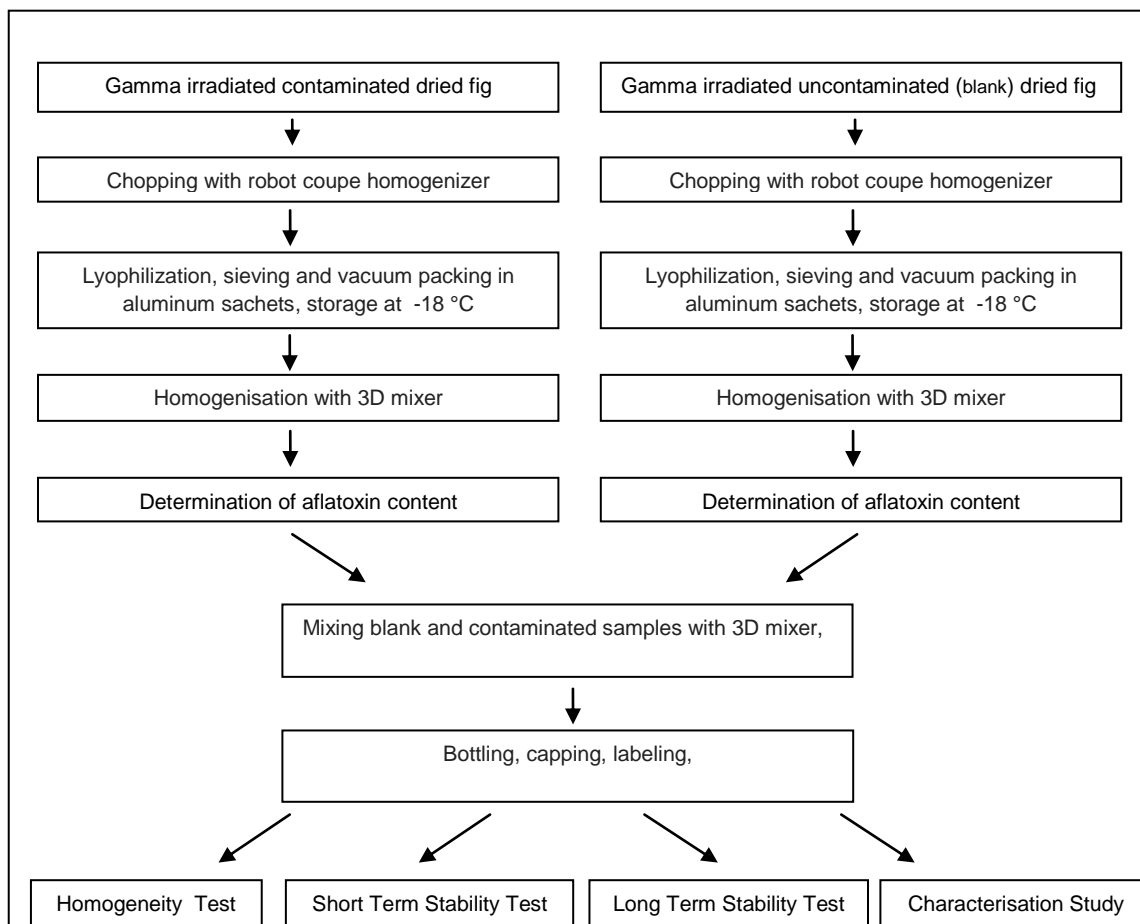 Gamma irradiated contaminated dried fig
Gamma irradiated uncontaminated (blank) dried fig
Chopping with robot coupe homogenizer
Chopping with robot coupe homogenizer
Lyophilization, sieving and vacuum packing in
aluminum sachets, storage at -18 °C
Lyophilization, sieving and vacuum packing in
aluminum sachets, storage at -18 °C
Homogenisation with 3D mixer
Homogenisation with 3D mixer
Determination of aflatoxin content
Determination of aflatoxin content
Mixing blank and contaminated samples with 3D mixer,
Bottling, capping, labeling,
Homogeneity Test
Short Term Stability Test
Long Term Stability Test
Characterisation Study